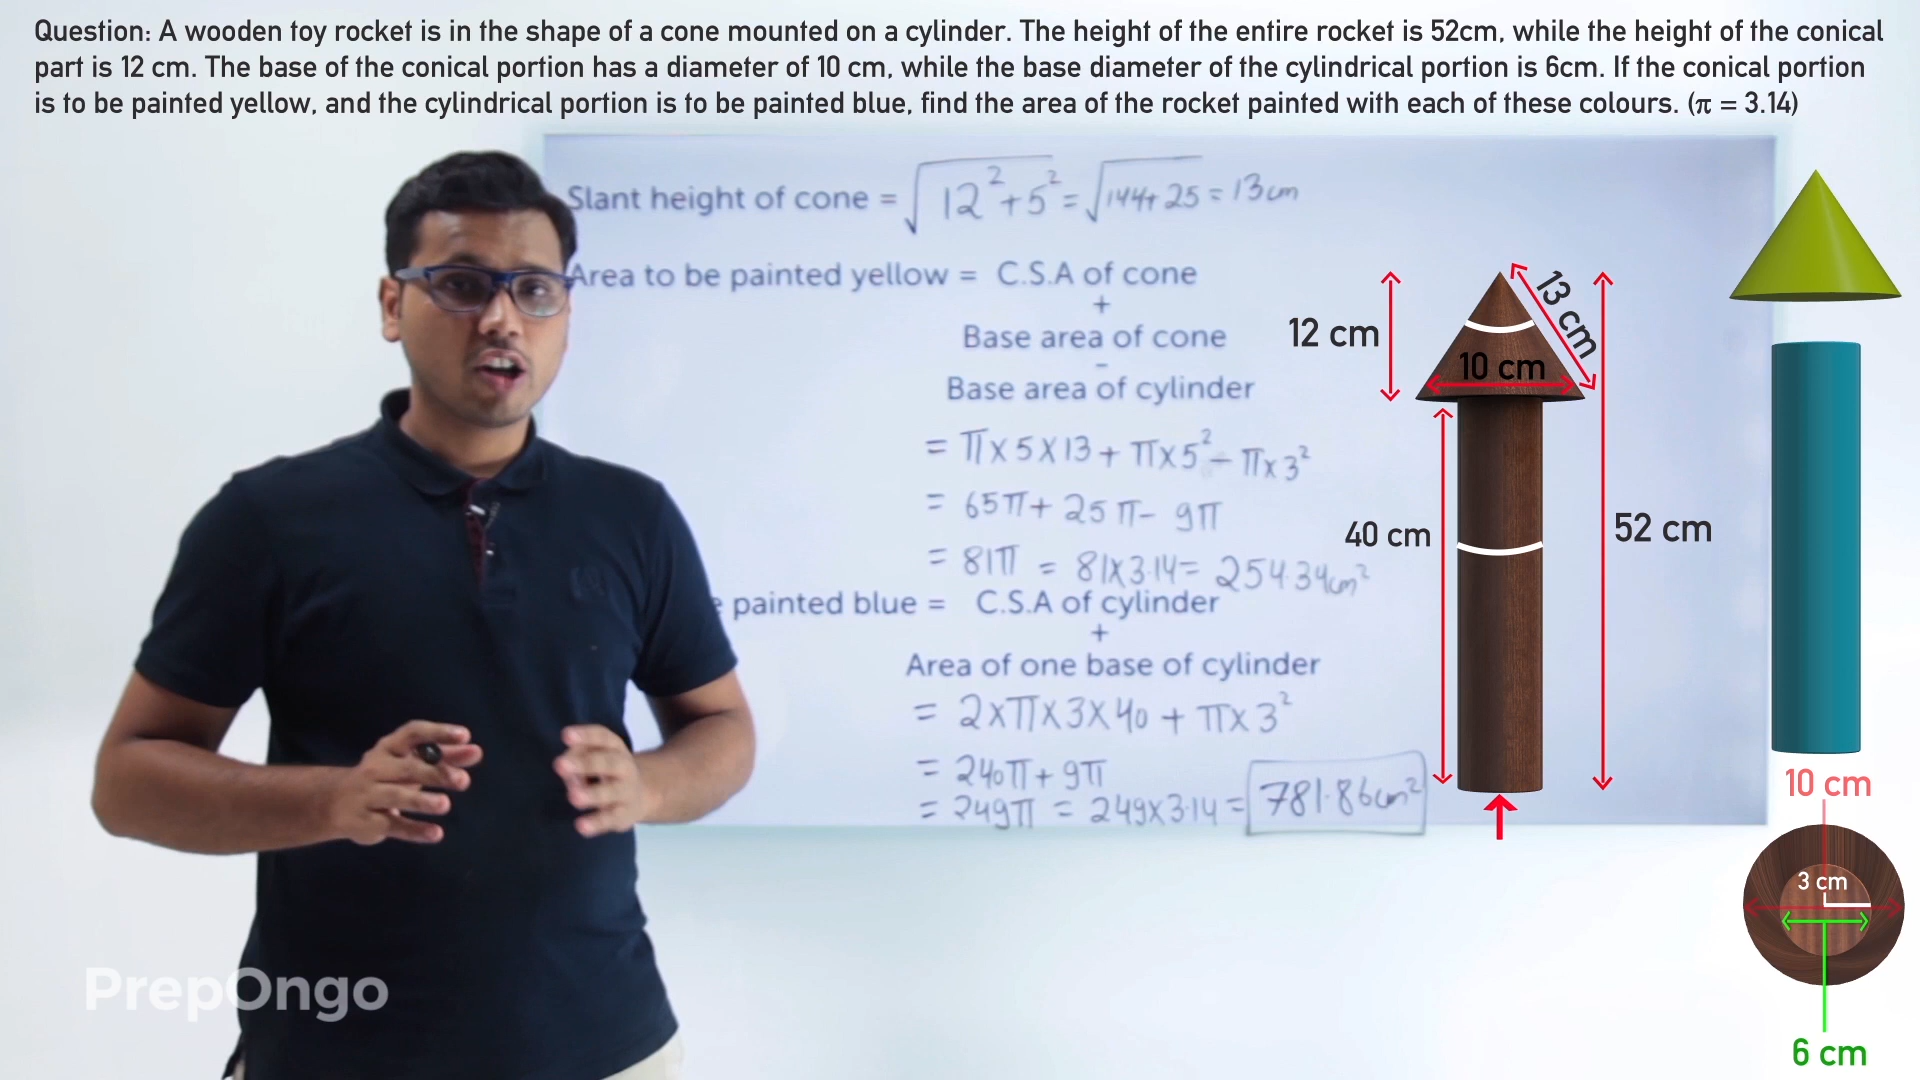 Question: A wooden toy rocket is in the shape of a cone mounted on a cylinder. The height of the entire rocket is 52cm, while the height of the conical
part is 12 cm. The base of the conical portion has a diameter of 10 cm, while the base diameter of the cylindrical portion is 6cm. If the conical portion
is to be painted yellow, and the cylindrical portion is to be painted blue, find the area of the rocket painted with each of these colours. (π = 3.14)
Slant height of cone = √12²+5² = √144+25 = 13cm
Area to be painted yellow = C.S.A of cone
+
Base area of cone
-
Base area of cylinder
= π×5×13 + π×5² - π×3²
= 65π + 25π - 9π
= 81π = 81×3.14 = 254.34cm²
e painted blue = C.S.A of cylinder
+
Area of one base of cylinder
= 2×π×3×40 + π×3²
= 240π + 9π
= 249π = 249×3.14 = 781.86cm²
12 cm
13 cm
10 cm
40 cm
52 cm
10 cm
3 cm
6 cm
PrepOngo